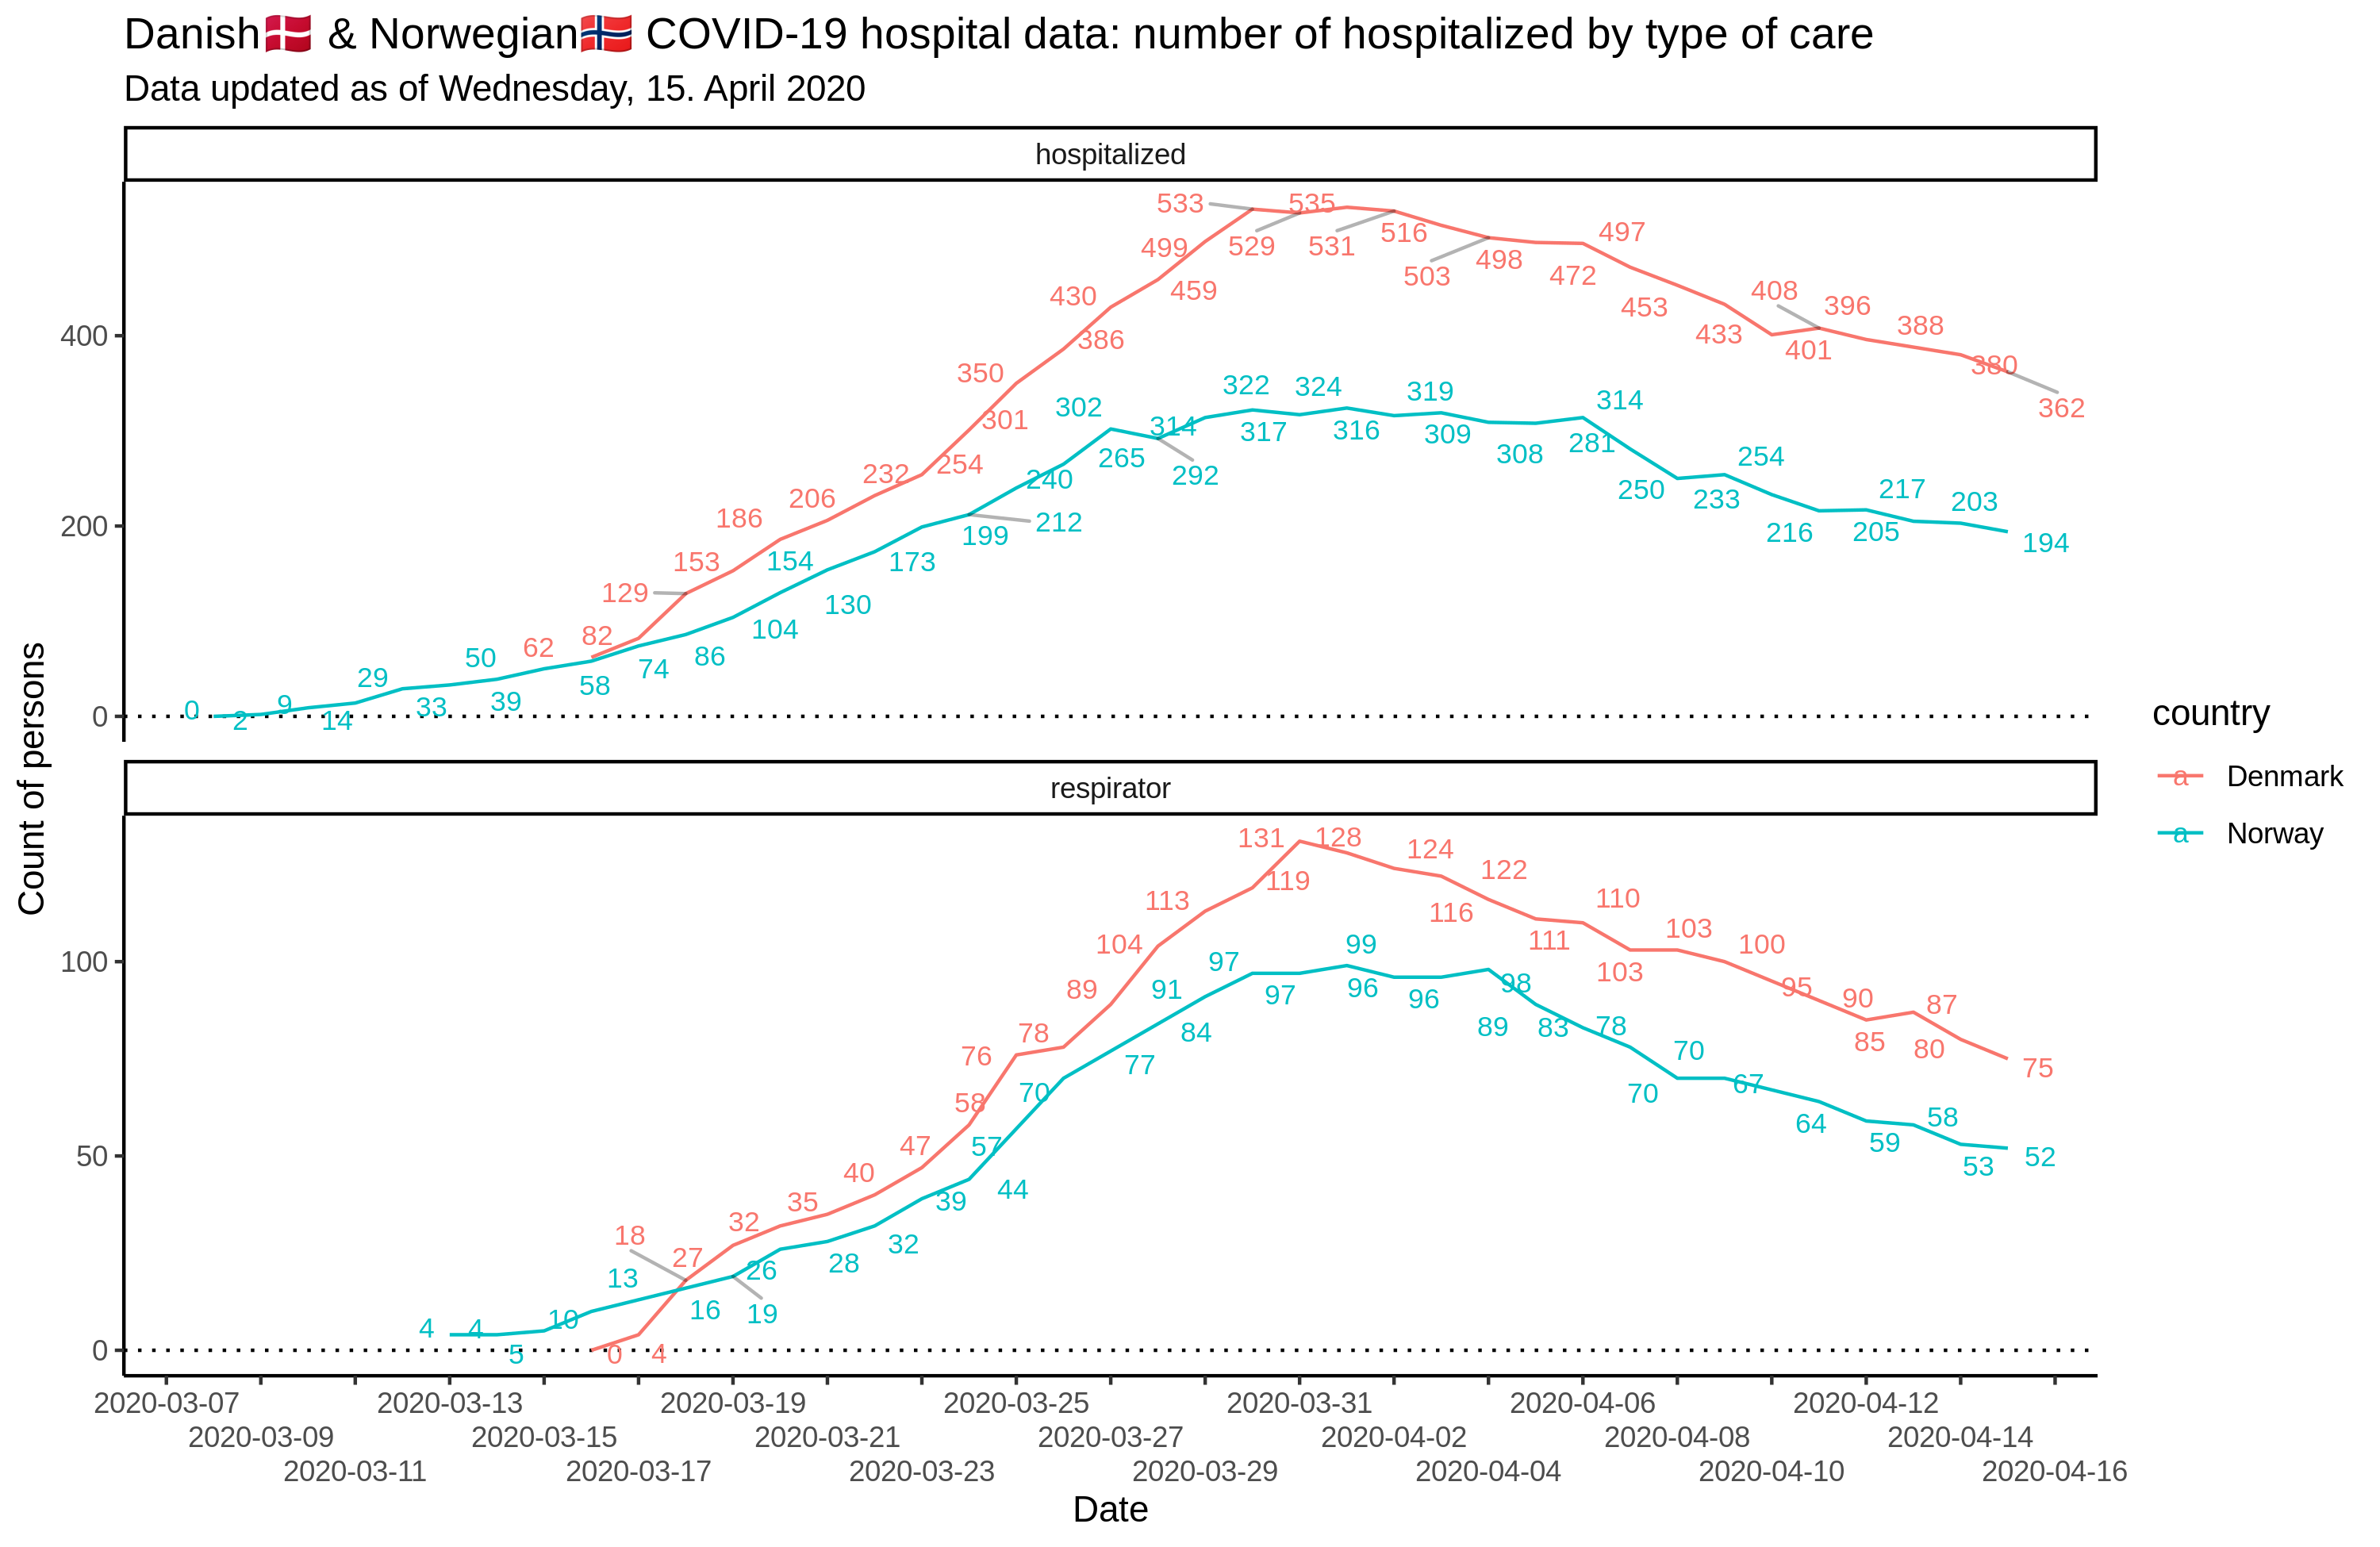 Danish🇩🇰 & Norwegian🇳🇴 COVID-19 hospital data: number of hospitalized by type of care
Data updated as of Wednesday, 15. April 2020
hospitalized
533 535
499 529 531 516 497
503 498 472
430 459 453 408 396
386 433 401 388
350 380
302 322 324 319 314 362
301 314 317 316 309
232 254 265 292 308 281 254
206 240 250 233 217 203
186 212 199 216 205 194
153 154 173
129 130
82 104
50 62 74 86
29 58
0 2 9 14 33 39
400
200
0
Count of persons
respirator
131 128 124
119 122
113 116 110
104 99 111 103 100
89 97 103
91 97 96 96 98 95 90 87
78 84 89 83 78 85 80
76 77 70 75
58 70 70 67
57 64 58
47 59 53 52
40 39 44
35 32
18 32 28
27 26
13 16 19
4 4 10
5 0 4
100
50
0
2020-03-07 2020-03-13 2020-03-19 2020-03-25 2020-03-31 2020-04-06 2020-04-12
2020-03-09 2020-03-15 2020-03-21 2020-03-27 2020-04-02 2020-04-08 2020-04-14
2020-03-11 2020-03-17 2020-03-23 2020-03-29 2020-04-04 2020-04-10 2020-04-16
Date
country
a Denmark
a Norway